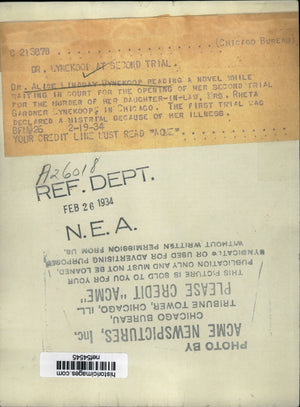 C-213878 (CHICAGO BUREAU)
DR. WYNEKOOP AT SECOND TRIAL.
DR. ALICE LINDSAY WYNEKOOP READING A NOVEL WHILE
WAITING IN COURT FOR THE OPENING OF HER SECOND TRIAL
FOR THE MURDER OF HER DAUGHTER-IN-LAW, MRS. RHETA
GARDNER WYNEKOOP, IN CHICAGO. THE FIRST TRIAL WAS
DECLARED A MISTRIAL BECAUSE OF HER ILLNESS.
2-19-34
YOUR CREDIT LINE MUST READ "ACME".
A26018
REF. DEPT.
FEB 26 1934
N. E. A.
PHOTO BY
ACME NEWSPICTURES, Inc.
CHICAGO BUREAU,
TRIBUNE TOWER, CHICAGO, ILL.
PLEASE CREDIT "ACME"
THIS PICTURE IS SOLD TO YOU FOR YOUR
PUBLICATION ONLY AND MUST NOT BE LOANED,
SYNDICATED OR USED FOR ADVERTISING PURPOSES
WITHOUT WRITTEN PERMISSION FROM US.
historicimages.com
nef54545